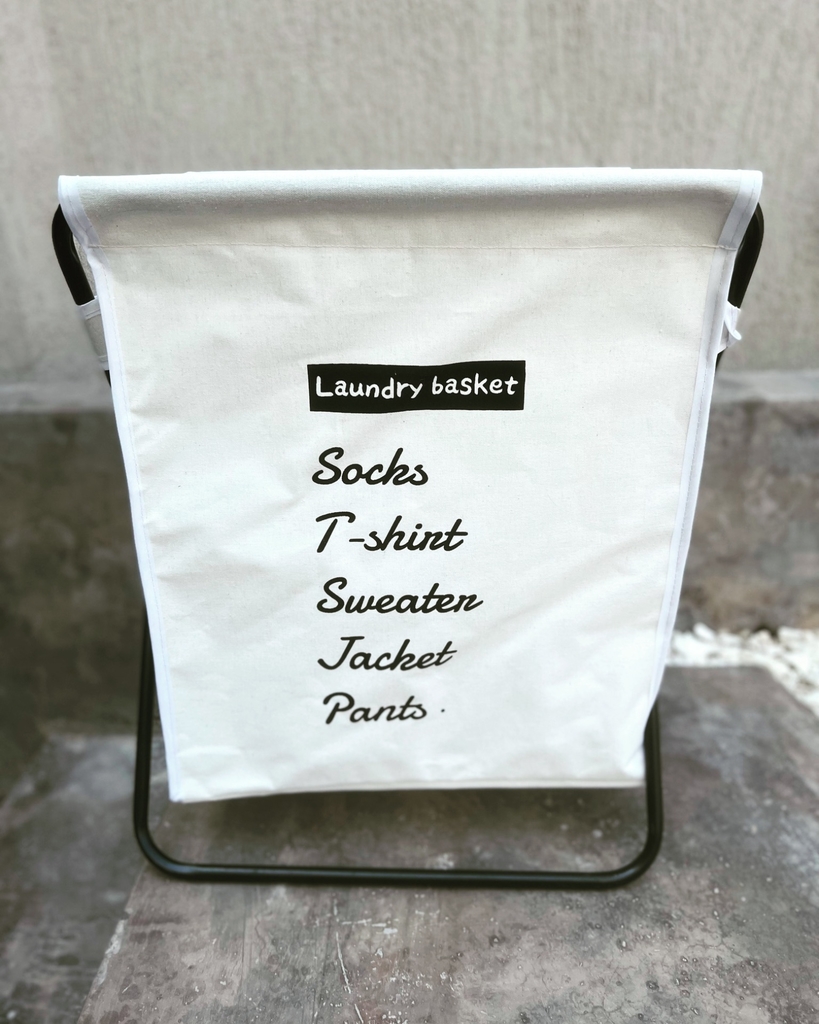 Laundry basket
Socks
T-shirt
Sweater
Jacket
Pants.